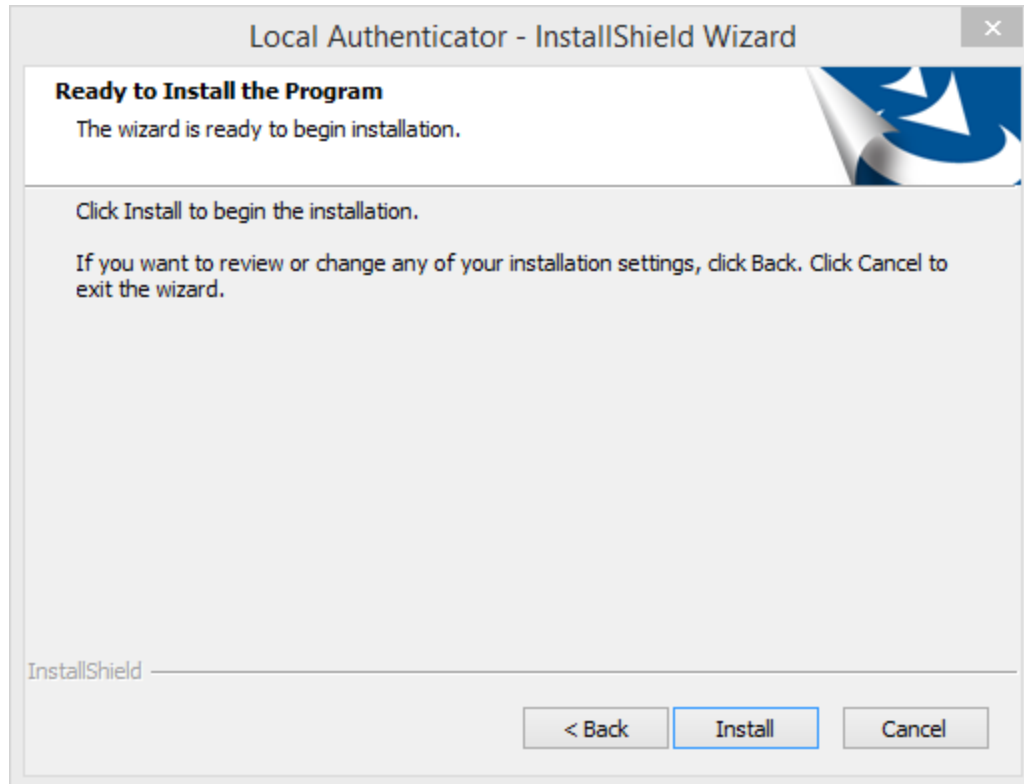 Local Authenticator - InstallShield Wizard
Ready to Install the Program
The wizard is ready to begin installation.
Click Install to begin the installation.
If you want to review or change any of your installation settings, click Back. Click Cancel to
exit the wizard.
InstallShield
< Back Install Cancel